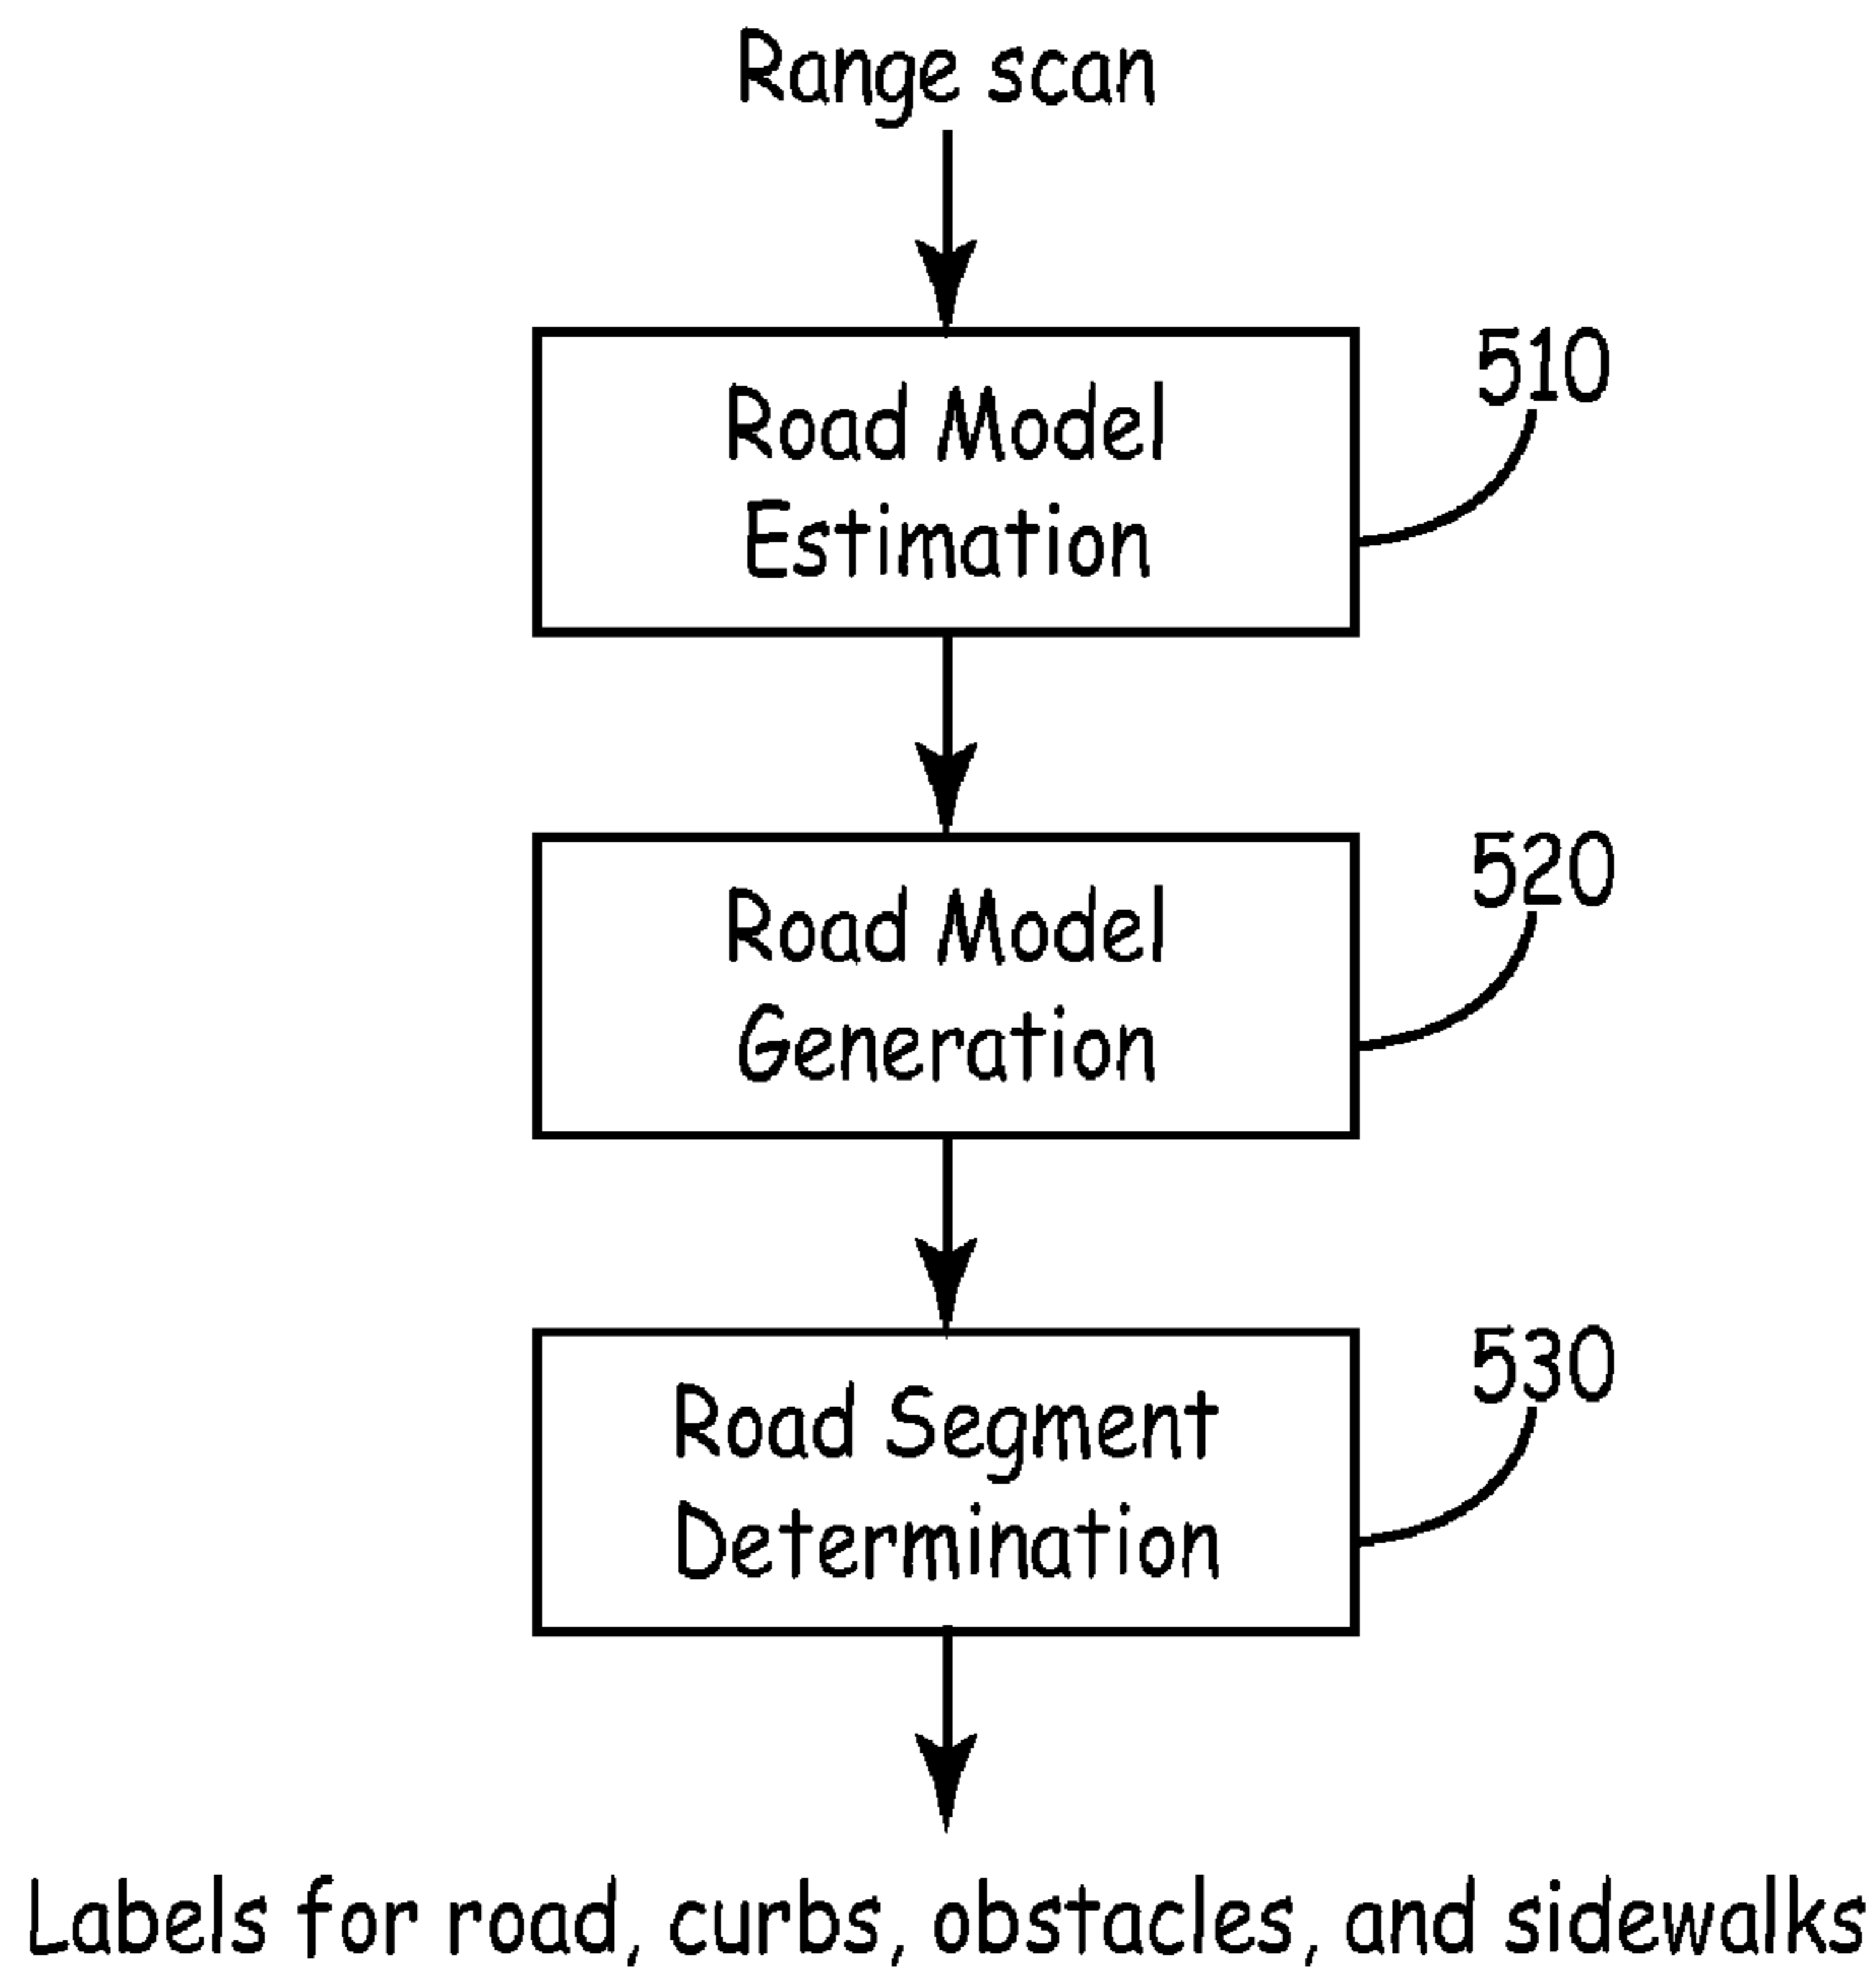 Range scan
510
Road Model
Estimation
520
Road Model
Generation
530
Road Segment
Determination
Labels for road, curbs, obstacles, and sidewalks